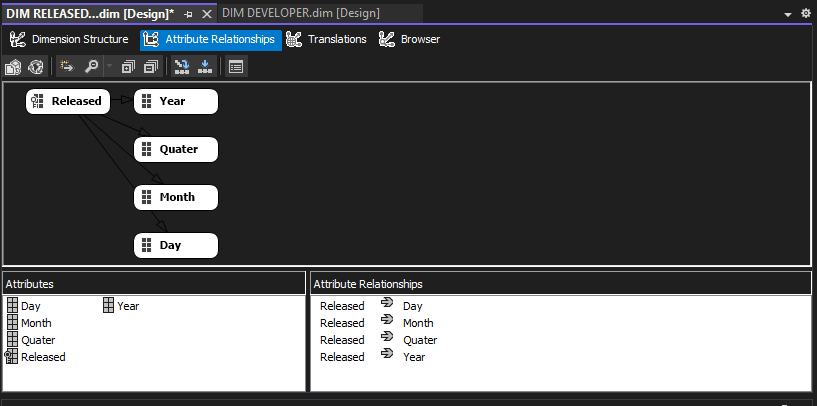 DIM RELEASED...dim [Design]*
DIM DEVELOPER.dim [Design]
Dimension Structure
Attribute Relationships
Translations
Browser
Released
Year
Quater
Month
Day
Attributes
Day
Year
Month
Quater
Released
Attribute Relationships
Released Day
Released Month
Released Quater
Released Year